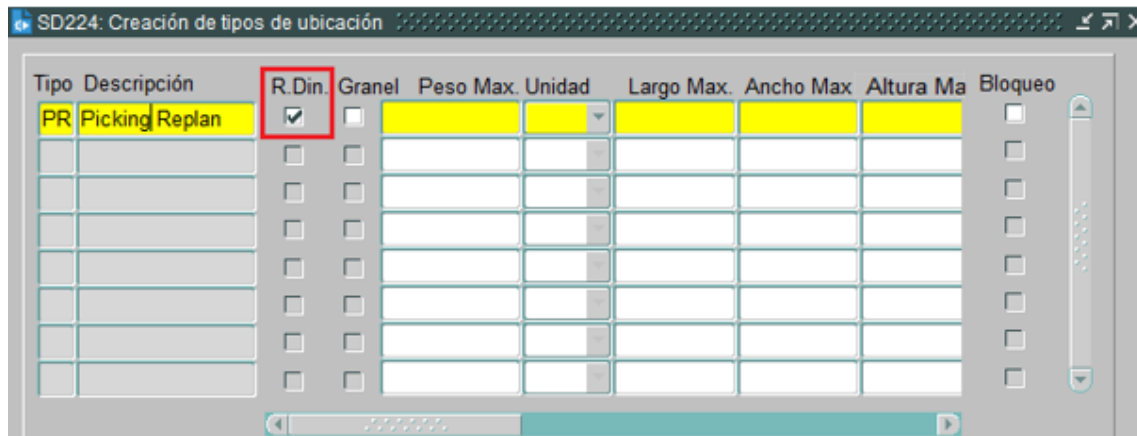 SD224: Creación de tipos de ubicación
Tipo Descripción R.Din. Granel Peso Max. Unidad Largo Max. Ancho Max Altura Ma Bloqueo
PR Picking Replan